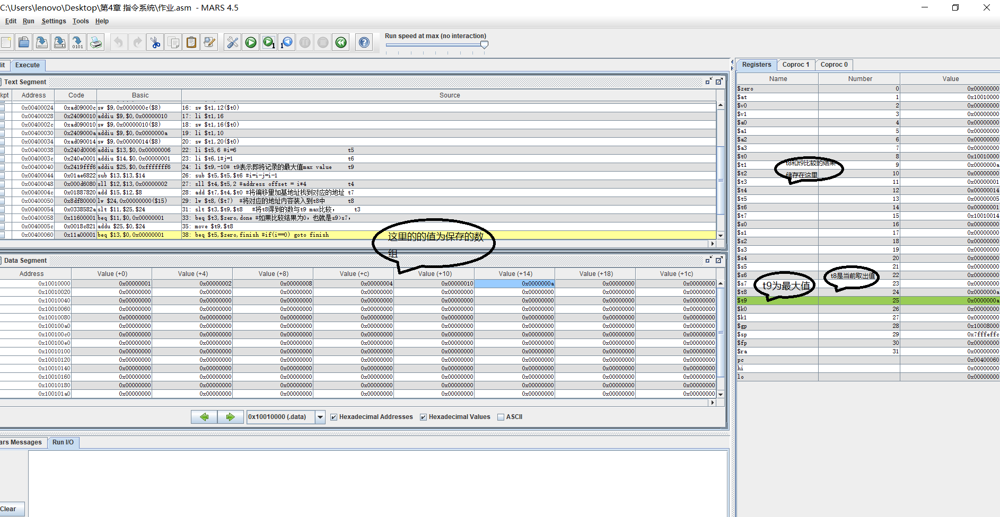 C:\Users\lenovo\Desktop\第4章 指令系统\作业.asm - MARS 4.5
Edit Run Settings Tools Help
Run speed at max (no interaction)
it Execute
Text Segment
kpt Address Code Basic Source
0x00400024 0xad09000c sw $9,0x0000000c($8) 16: sw $t1,12($t0)
0x00400028 0x24090010 addiu $9,$0,0x00000010 17: li $t1,16
0x0040002c 0xad090010 sw $9,0x00000010($8) 18: sw $t1,16($t0)
0x00400030 0x2409000a addiu $9,$0,0x0000000a 19: li $t1,10
0x00400034 0xad090014 sw $9,0x00000014($8) 20: sw $t1,20($t0)
0x00400038 0x240d0006 addiu $13,$0,0x00000006 22: li $t5,6 #i=6 t5
0x0040003c 0x240e0001 addiu $14,$0,0x00000001 23: li $t6,1#j=1 t6
0x00400040 0x2419fff6 addiu $25,$0,0xfffffff6 24: li $t9,-10# t9表示即将记录的最大值max value t9
0x00400044 0x01ae6822 sub $13,$13,$14 26: sub $t5,$t5,$t6 #i=i-j=i-1
0x00400048 0x000d6080 sll $12,$13,0x00000002 27: sll $t4,$t5,2 #address offset = i*4 t4
0x0040004c 0x01887820 add $15,$12,$8 28: add $t7,$t4,$t0 #将偏移量加基地址找到对应的地址 t7
0x00400050 0x8df80000 lw $24,0x00000000($15) 29: lw $t8,($t7) #将对应的地址内容装入到t8中 t8
0x00400054 0x0338582a slt $11,$25,$24 31: slt $t3,$t9,$t8 #将t8得到的数与t9 max比较, t3
0x00400058 0x11600001 beq $11,$0,0x00000001 33: beq $t3,$zero,done #如果比较结果为0, 也就是s9>s7,
0x0040005c 0x0018c821 addu $25,$0,$24 35: move $t9,$t8
0x00400060 0x11a00001 beq $13,$0,0x00000001 38: beq $t5,$zero,finish #if(i==0) goto finish
这里的的值为保存的数
组
Data Segment
Address Value (+0) Value (+4) Value (+8) Value (+c) Value (+10) Value (+14) Value (+18) Value (+1c)
0x10010000 0x00000001 0x00000002 0x00000008 0x00000004 0x00000010 0x0000000a 0x00000000 0x00000000
0x10010020 0x00000000 0x00000000 0x00000000 0x00000000 0x00000000 0x00000000 0x00000000 0x00000000
0x10010040 0x00000000 0x00000000 0x00000000 0x00000000 0x00000000 0x00000000 0x00000000 0x00000000
0x10010060 0x00000000 0x00000000 0x00000000 0x00000000 0x00000000 0x00000000 0x00000000 0x00000000
0x10010080 0x00000000 0x00000000 0x00000000 0x00000000 0x00000000 0x00000000 0x00000000 0x00000000
0x100100a0 0x00000000 0x00000000 0x00000000 0x00000000 0x00000000 0x00000000 0x00000000 0x00000000
0x100100c0 0x00000000 0x00000000 0x00000000 0x00000000 0x00000000 0x00000000 0x00000000 0x00000000
0x100100e0 0x00000000 0x00000000 0x00000000 0x00000000 0x00000000 0x00000000 0x00000000 0x00000000
0x10010100 0x00000000 0x00000000 0x00000000 0x00000000 0x00000000 0x00000000 0x00000000 0x00000000
0x10010120 0x00000000 0x00000000 0x00000000 0x00000000 0x00000000 0x00000000 0x00000000 0x00000000
0x10010140 0x00000000 0x00000000 0x00000000 0x00000000 0x00000000 0x00000000 0x00000000 0x00000000
0x10010160 0x00000000 0x00000000 0x00000000 0x00000000 0x00000000 0x00000000 0x00000000 0x00000000
0x10010180 0x00000000 0x00000000 0x00000000 0x00000000 0x00000000 0x00000000 0x00000000 0x00000000
0x100101a0 0x00000000 0x00000000 0x00000000 0x00000000 0x00000000 0x00000000 0x00000000 0x00000000
0x10010000 (.data) Hexadecimal Addresses Hexadecimal Values ASCII
ars Messages Run I/O
Clear
Registers Coproc 1 Coproc 0
Name Number Value
$zero 0 0x00000000
$at 1 0x10010000
$v0 2 0x00000000
$v1 3 0x00000000
$a0 4 0x00000000
$a1 5 0x00000000
$a2 6 0x00000000
$a3 7 0x00000000
$t0 8 0x10010000
$t1 9 0x0000000a
$t2 10 0x00000000
$t3 11 0x00000001
$t4 12 0x00000014
$t5 13 0x00000005
$t6 14 0x00000001
$t7 15 0x10010014
$s0 16 0x00000000
$s1 17 0x00000000
$s2 18 0x00000000
$s3 19 0x00000000
$s4 20 0x00000000
$s5 21 0x00000000
$s6 22 0x00000000
$s7 23 0x00000000
$t8 24 0x0000000a
$t9 25 0x0000000a
$k0 26 0x00000000
$k1 27 0x00000000
$gp 28 0x10008000
$sp 29 0x7fffeffc
$fp 30 0x00000000
$ra 31 0x00000000
pc 0x00400060
hi 0x00000000
lo 0x00000000
t8和t9比较的结果
储存在这里
t8是当前取出值
t9为最大值